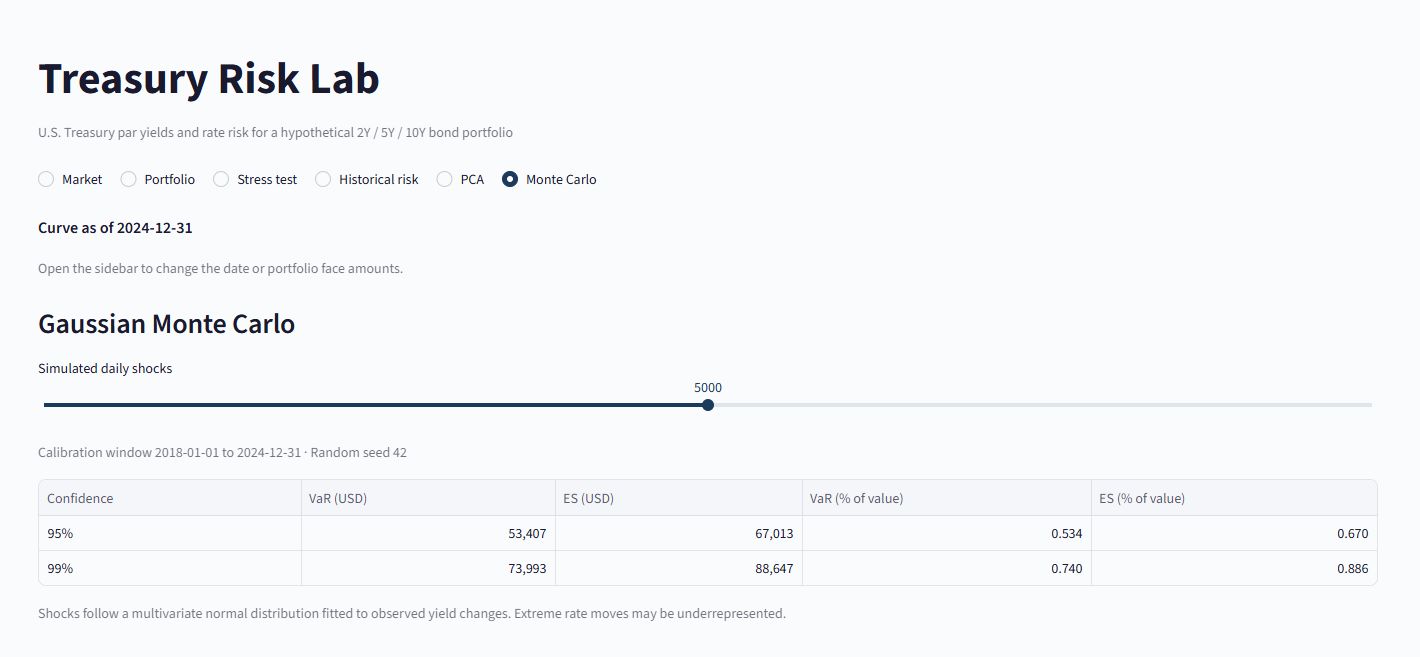 Treasury Risk Lab
U.S. Treasury par yields and rate risk for a hypothetical 2Y / 5Y / 10Y bond portfolio
Market Portfolio Stress test Historical risk PCA Monte Carlo
Curve as of 2024-12-31
Open the sidebar to change the date or portfolio face amounts.
Gaussian Monte Carlo
Simulated daily shocks
5000
Calibration window 2018-01-01 to 2024-12-31 · Random seed 42
Confidence VaR (USD) ES (USD) VaR (% of value) ES (% of value)
95% 53,407 67,013 0.534 0.670
99% 73,993 88,647 0.740 0.886
Shocks follow a multivariate normal distribution fitted to observed yield changes. Extreme rate moves may be underrepresented.